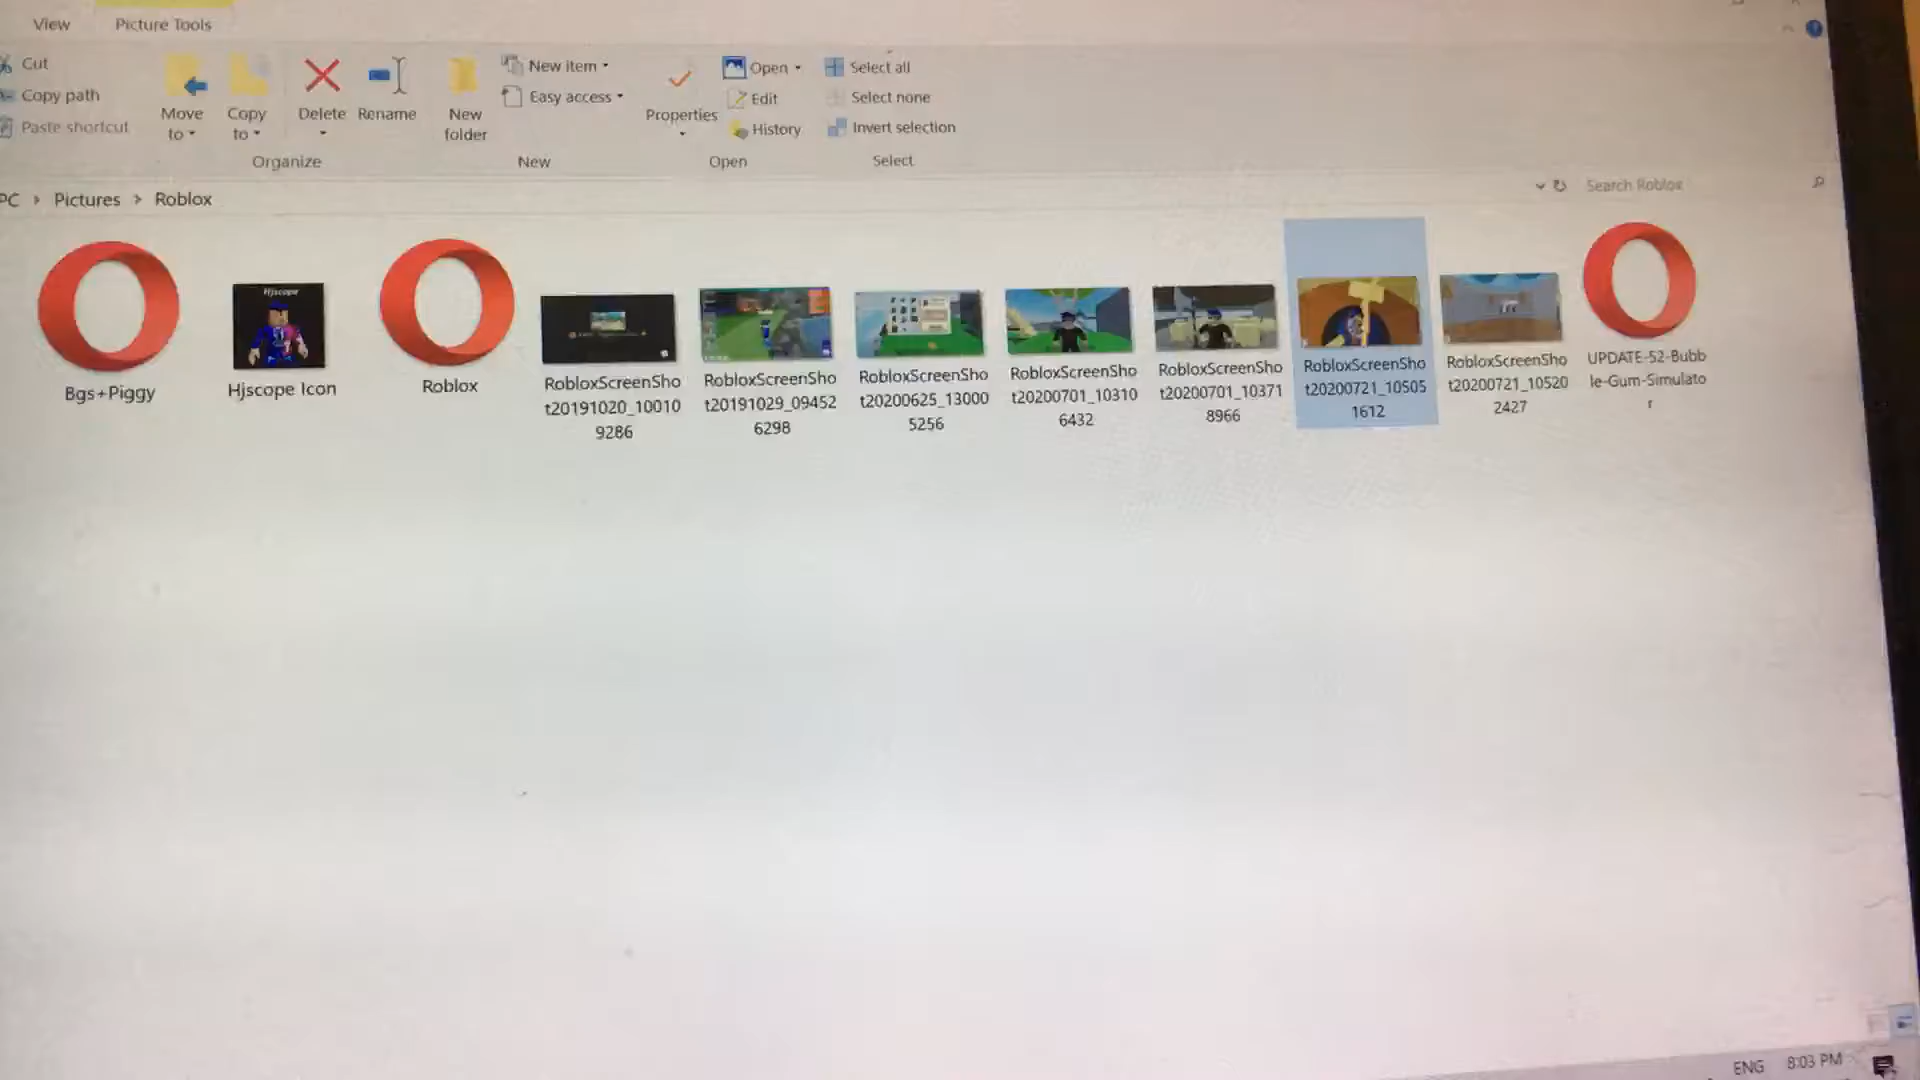 View
Picture Tools
Cut
Copy path
Paste shortcut
Move to
Copy to
Delete
Rename
New folder
New item
Easy access
Properties
Open
Edit
History
Select all
Select none
Invert selection
Organize
New
Open
Select
PC > Pictures > Roblox
Search Roblox
Bgs+Piggy
Hjscope
Hjscope Icon
Roblox
RobloxScreenSho
t20191020_10010
9286
RobloxScreenSho
t20191029_09452
6298
RobloxScreenSho
t20200625_13000
5256
RobloxScreenSho
t20200701_10310
6432
RobloxScreenSho
t20200701_10371
8966
RobloxScreenSho
t20200721_10505
1612
RobloxScreenSho
t20200721_10520
2427
UPDATE-52-Bubb
le-Gum-Simulato
r
ENG
8:03 PM